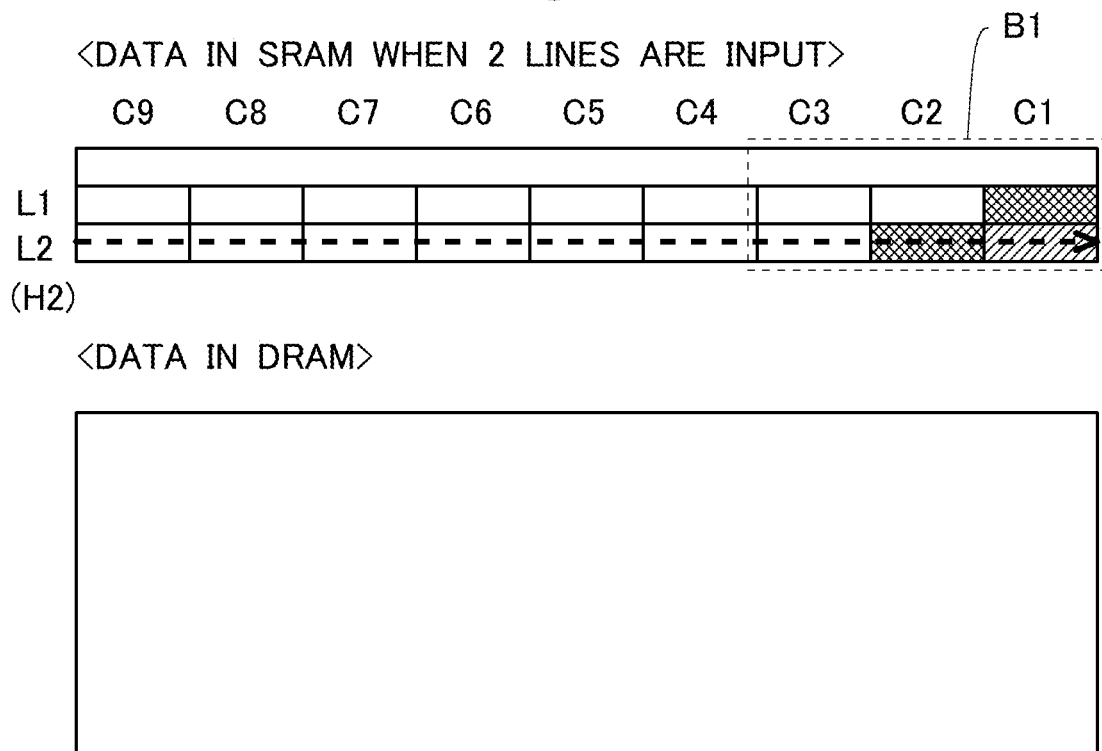 B1
<DATA IN SRAM WHEN 2 LINES ARE INPUT>
C9 C8 C7 C6 C5 C4 C3 C2 C1
L1
L2
(H2)
<DATA IN DRAM>